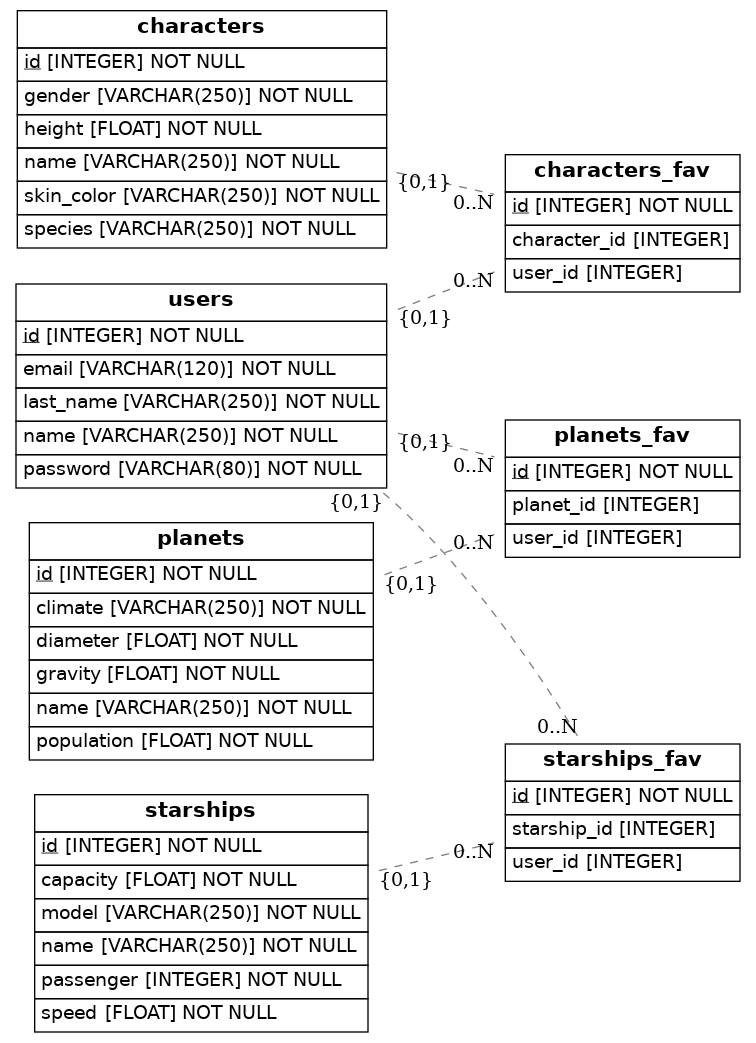 characters
id [INTEGER] NOT NULL
gender [VARCHAR(250)] NOT NULL
height [FLOAT] NOT NULL
name [VARCHAR(250)] NOT NULL
skin_color [VARCHAR(250)] NOT NULL
species [VARCHAR(250)] NOT NULL
{0,1}
0..N
characters_fav
id [INTEGER] NOT NULL
character_id [INTEGER]
user_id [INTEGER]
0..N
{0,1}
users
id [INTEGER] NOT NULL
email [VARCHAR(120)] NOT NULL
last_name [VARCHAR(250)] NOT NULL
name [VARCHAR(250)] NOT NULL
password [VARCHAR(80)] NOT NULL
{0,1}
0..N
{0,1}
planets_fav
id [INTEGER] NOT NULL
planet_id [INTEGER]
user_id [INTEGER]
0..N
{0,1}
planets
id [INTEGER] NOT NULL
climate [VARCHAR(250)] NOT NULL
diameter [FLOAT] NOT NULL
gravity [FLOAT] NOT NULL
name [VARCHAR(250)] NOT NULL
population [FLOAT] NOT NULL
0..N
starships_fav
id [INTEGER] NOT NULL
starship_id [INTEGER]
user_id [INTEGER]
0..N
{0,1}
starships
id [INTEGER] NOT NULL
capacity [FLOAT] NOT NULL
model [VARCHAR(250)] NOT NULL
name [VARCHAR(250)] NOT NULL
passenger [INTEGER] NOT NULL
speed [FLOAT] NOT NULL